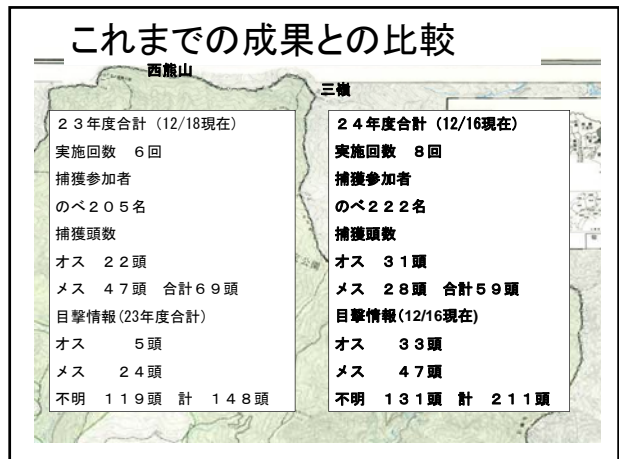 これまでの成果との比較
西熊山
三嶺
２３年度合計（12/18現在）
実施回数　６回
捕獲参加者
のべ２０５名
捕獲頭数
オス　２２頭
メス　４７頭　合計６９頭
目撃情報(23年度合計)
オス　　　５頭
メス　　２４頭
不明　１１９頭　計　１４８頭
２４年度合計（12/16現在）
実施回数　８回
捕獲参加者
のべ２２２名
捕獲頭数
オス　３１頭
メス　２８頭　合計５９頭
目撃情報(12/16現在)
オス　　３３頭
メス　　４７頭
不明　１３１頭　計　２１１頭